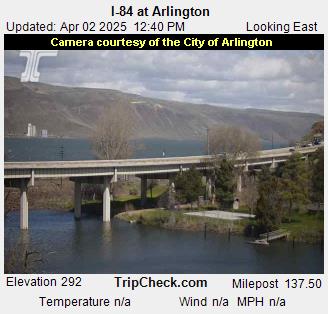 I-84 at Arlington
Updated: Apr 02 2025 12:40 PM Looking East
Camera courtesy of the City of Arlington
Elevation 292 TripCheck.com Milepost 137.50
Temperature n/a Wind n/a MPH n/a